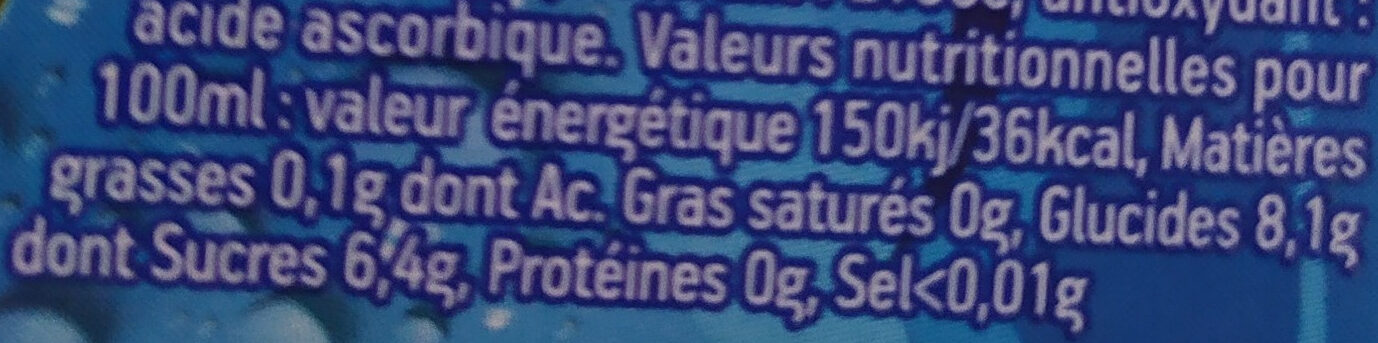 antioxydant :
acide ascorbique. Valeurs nutritionnelles pour
100ml : valeur énergétique 150kj/36kcal, Matières
grasses 0,1g dont Ac. Gras saturés 0g, Glucides 8,1g
dont Sucres 6,4g, Protéines 0g, Sel<0,01g